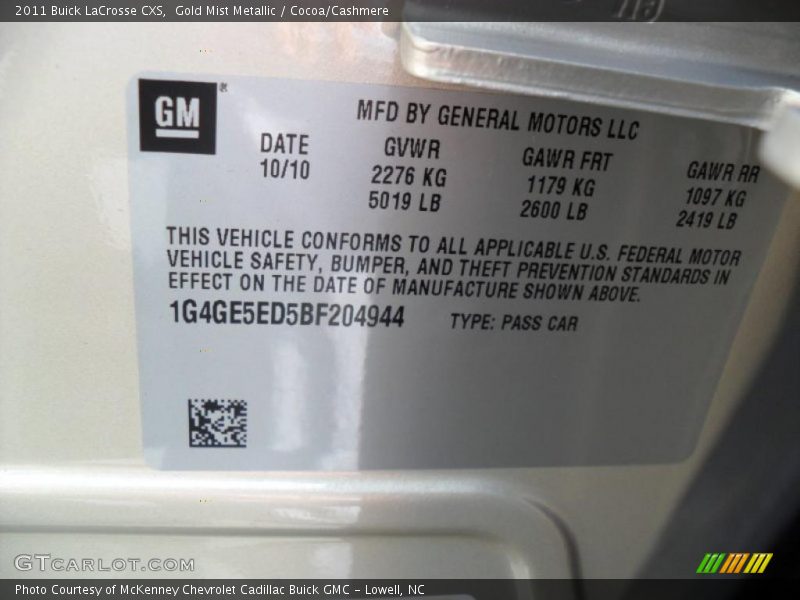 2011 Buick LaCrosse CXS,  Gold Mist Metallic / Cocoa/Cashmere
GM®
MFD BY GENERAL MOTORS LLC
DATE GVWR GAWR FRT GAWR RR
10/10 2276 KG 1179 KG 1097 KG
5019 LB 2600 LB 2419 LB
THIS VEHICLE CONFORMS TO ALL APPLICABLE U.S. FEDERAL MOTOR
VEHICLE SAFETY, BUMPER, AND THEFT PREVENTION STANDARDS IN
EFFECT ON THE DATE OF MANUFACTURE SHOWN ABOVE.
1G4GE5ED5BF204944 TYPE: PASS CAR
GTCARLOT.COM
Photo Courtesy of McKenney Chevrolet Cadillac Buick GMC - Lowell, NC